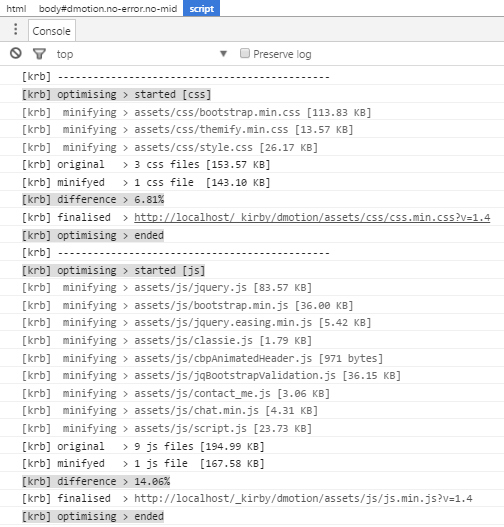 html body#dmotion.no-error.no-mid script
Console
top Preserve log
[krb] ---------------------------------------------
[krb] optimising > started [css]
[krb] minifying > assets/css/bootstrap.min.css [113.83 KB]
[krb] minifying > assets/css/themify.min.css [13.57 KB]
[krb] minifying > assets/css/style.css [26.17 KB]
[krb] original > 3 css files [153.57 KB]
[krb] minifyed > 1 css file [143.10 KB]
[krb] difference > 6.81%
[krb] finalised > http://localhost/_kirby/dmotion/assets/css/css.min.css?v=1.4
[krb] optimising > ended
[krb] ---------------------------------------------
[krb] optimising > started [js]
[krb] minifying > assets/js/jquery.js [83.57 KB]
[krb] minifying > assets/js/bootstrap.min.js [36.00 KB]
[krb] minifying > assets/js/jquery.easing.min.js [5.42 KB]
[krb] minifying > assets/js/classie.js [1.79 KB]
[krb] minifying > assets/js/cbpAnimatedHeader.js [971 bytes]
[krb] minifying > assets/js/jqBootstrapValidation.js [36.15 KB]
[krb] minifying > assets/js/contact_me.js [3.06 KB]
[krb] minifying > assets/js/chat.min.js [4.31 KB]
[krb] minifying > assets/js/script.js [23.73 KB]
[krb] original > 9 js files [194.99 KB]
[krb] minifyed > 1 js file [167.58 KB]
[krb] difference > 14.06%
[krb] finalised > http://localhost/_kirby/dmotion/assets/js/js.min.js?v=1.4
[krb] optimising > ended